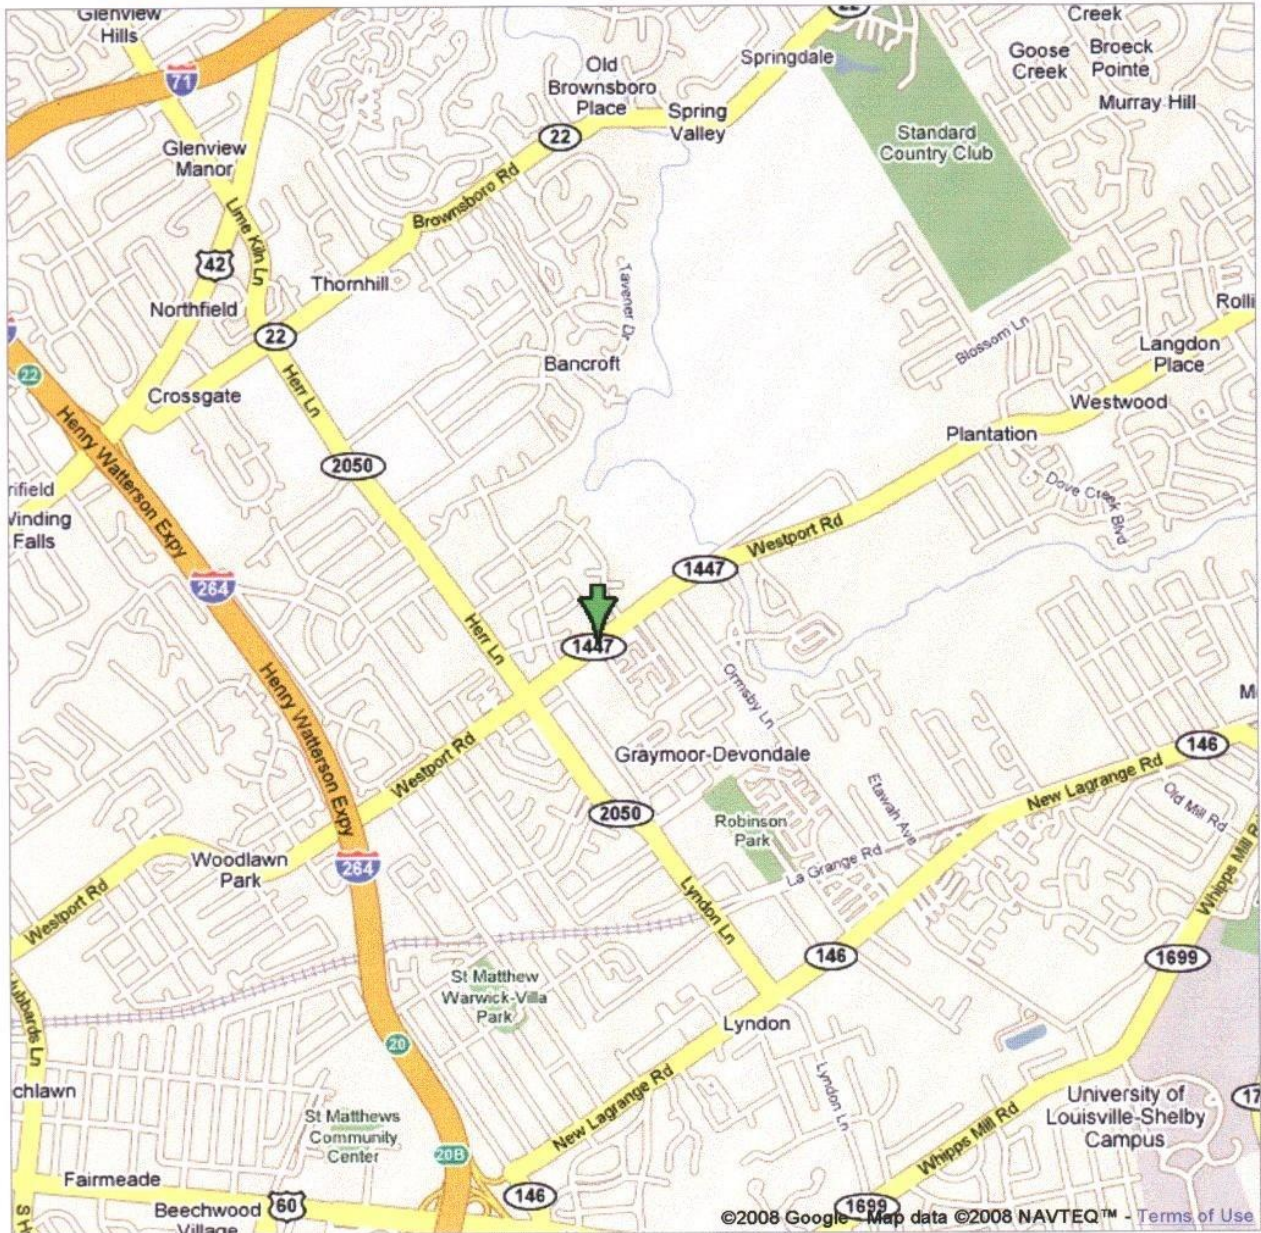 Glenview
Hills
22
Creek
Goose
Creek
Broeck
Pointe
Springdale
Old
Brownsboro
Place
71
Murray Hill
Spring
Valley
22
Standard
Country Club
Glenview
Manor
Brownsboro Rd
Lime Kiln Ln
42
Thornhill
Tavener Dr
Northfield
Rolli
22
Blossom Ln
Langdon
Place
Bancroft
22
Crossgate
Herr Ln
Westwood
Plantation
Henry Watterson Expy
2050
rifield
Dove Creek Blvd
Vinding
Falls
Westport Rd
1447
264
Herr Ln
1447
Ormsby Ln
Henry Watterson Expy
M
Westport Rd
Graymoor-Devondale
146
New Lagrange Rd
Etawah Ave
Old Mill Rd
2050
Robinson
Park
Woodlawn
Park
264
La Grange Rd
Whipps Mill R
Westport Rd
Lyndon Ln
146
1699
St Matthew
Warwick-Villa
Park
Hubbards Ln
Lyndon
20
chlawn
New Lagrange Rd
Lyndon Ln
University of
Louisville-Shelby
Campus
17
St Matthews
Community
Center
Whipps Mill Rd
20B
Fairmeade
60
146
1699
Beechwood
Village
S H
©2008 Google - Map data ©2008 NAVTEQ™ - Terms of Use